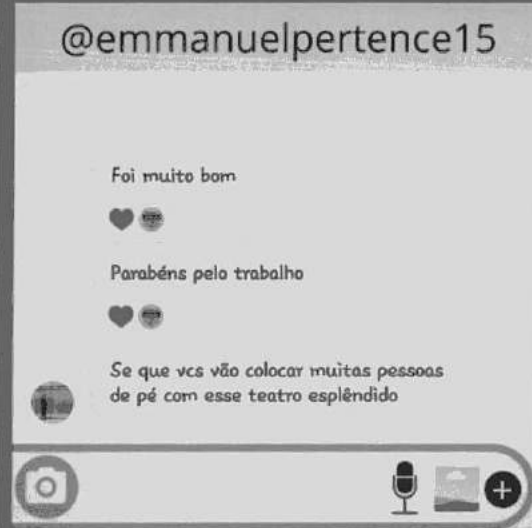 @emmanuelpertence15
Foi muito bom
Parabéns pelo trabalho
Se que vcs vão colocar muitas pessoas
de pé com esse teatro esplêndido